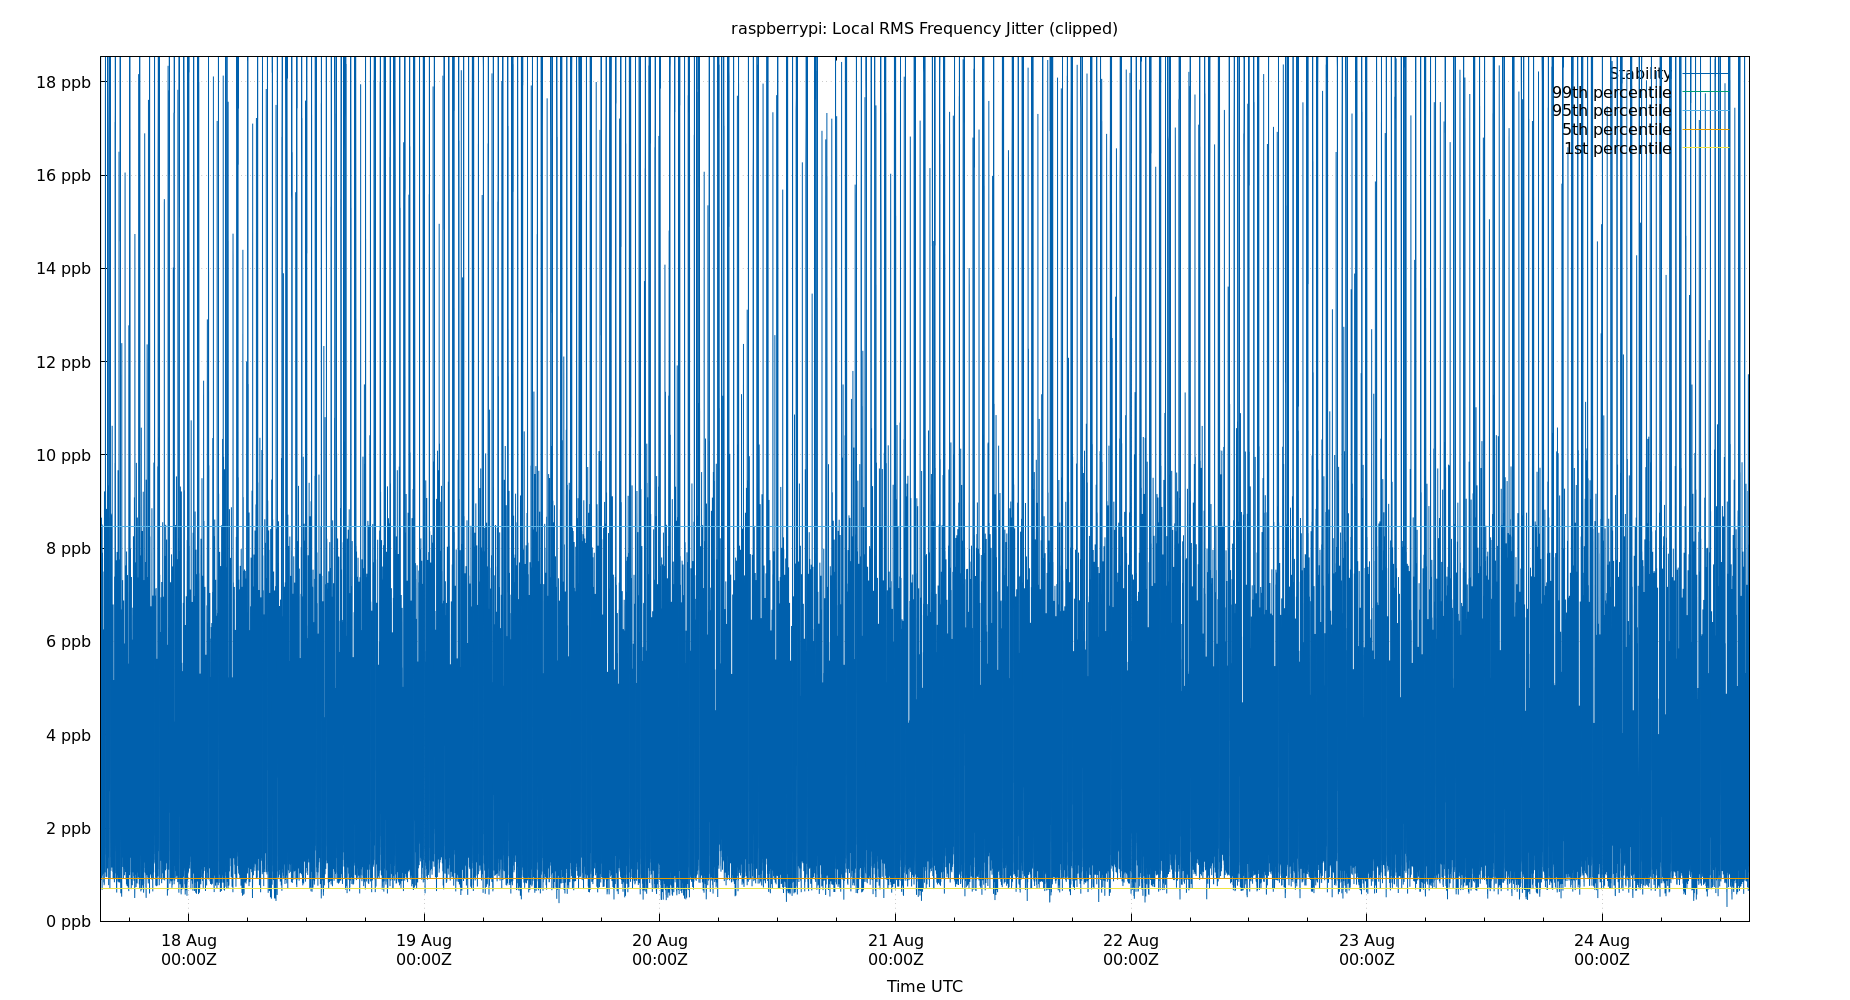 raspberrypi: Local RMS Frequency Jitter (clipped)
18 ppb
16 ppb
14 ppb
12 ppb
10 ppb
8 ppb
6 ppb
4 ppb
2 ppb
0 ppb
Stability
99th percentile
95th percentile
5th percentile
1st percentile
18 Aug
00:00Z
19 Aug
00:00Z
20 Aug
00:00Z
21 Aug
00:00Z
22 Aug
00:00Z
23 Aug
00:00Z
24 Aug
00:00Z
Time UTC